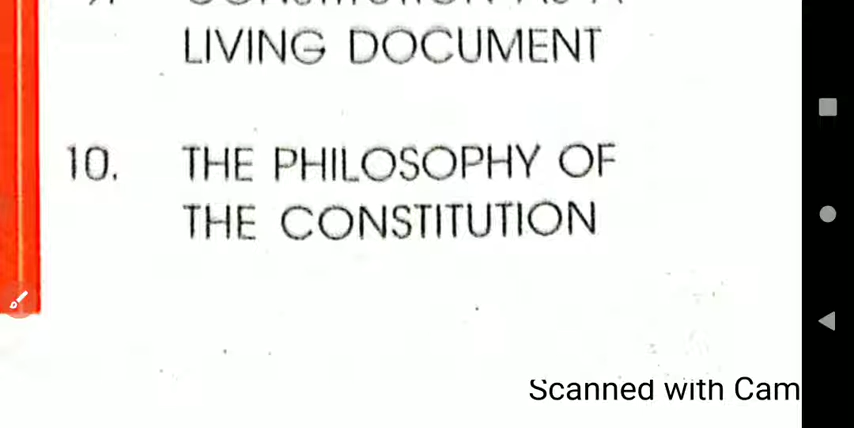 LIVING DOCUMENT
10. THE PHILOSOPHY OF
THE CONSTITUTION
Scanned with Cam